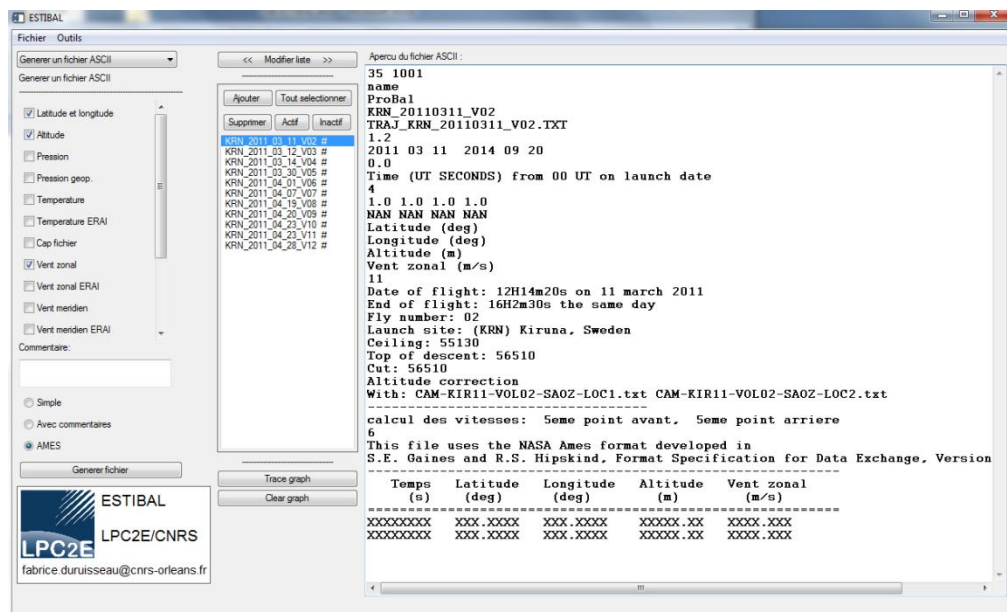 ESTIBAL
Fichier Outils
Generer un fichier ASCII
Generer un fichier ASCII
Latitude et longitude
Altitude
Pression
Pression geop.
Temperature
Temperature ERAI
Cap fichier
Vent zonal
Vent zonal ERAI
Vent meridien
Vent meridien ERAI
Commentaire:
Simple
Avec commentaires
AMES
Generer fichier
ESTIBAL
LPC2E/CNRS
LPC2E
fabrice.duruisseau@cnrs-orleans.fr
<< Modifier liste >>
Ajouter Tout selectionner
Supprimer Actif Inactif
KRN_2011_03_11_V02 #
KRN_2011_03_12_V03 #
KRN_2011_03_14_V04 #
KRN_2011_03_30_V05 #
KRN_2011_04_01_V06 #
KRN_2011_04_07_V07 #
KRN_2011_04_19_V08 #
KRN_2011_04_20_V09 #
KRN_2011_04_23_V10 #
KRN_2011_04_23_V11 #
KRN_2011_04_28_V12 #
Trace graph
Clear graph
Apercu du fichier ASCII :
35 1001
name
ProBal
KRN_20110311_V02
TRAJ_KRN_20110311_V02.TXT
1.2
2011 03 11 2014 09 20
0.0
Time (UT SECONDS) from 00 UT on launch date
4
1.0 1.0 1.0 1.0
NAN NAN NAN NAN
Latitude (deg)
Longitude (deg)
Altitude (m)
Vent zonal (m/s)
11
Date of flight: 12H14m20s on 11 march 2011
End of flight: 16H2m30s the same day
Fly number: 02
Launch site: (KRN) Kiruna, Sweden
Ceiling: 55130
Top of descent: 56510
Cut: 56510
Altitude correction
With: CAM-KIR11-VOL02-SAOZ-LOC1.txt CAM-KIR11-VOL02-SAOZ-LOC2.txt
------------------------------------
calcul des vitesses: 5eme point avant, 5eme point arriere
6
This file uses the NASA Ames format developed in
S.E. Gaines and R.S. Hipskind, Format Specification for Data Exchange, Version
------------------------------------------------------------
Temps Latitude Longitude Altitude Vent zonal
(s) (deg) (deg) (m) (m/s)
============================================================
XXXXXXXX XXX.XXXX XXX.XXXX XXXXX.XX XXXX.XXX
XXXXXXXX XXX.XXXX XXX.XXXX XXXXX.XX XXXX.XXX